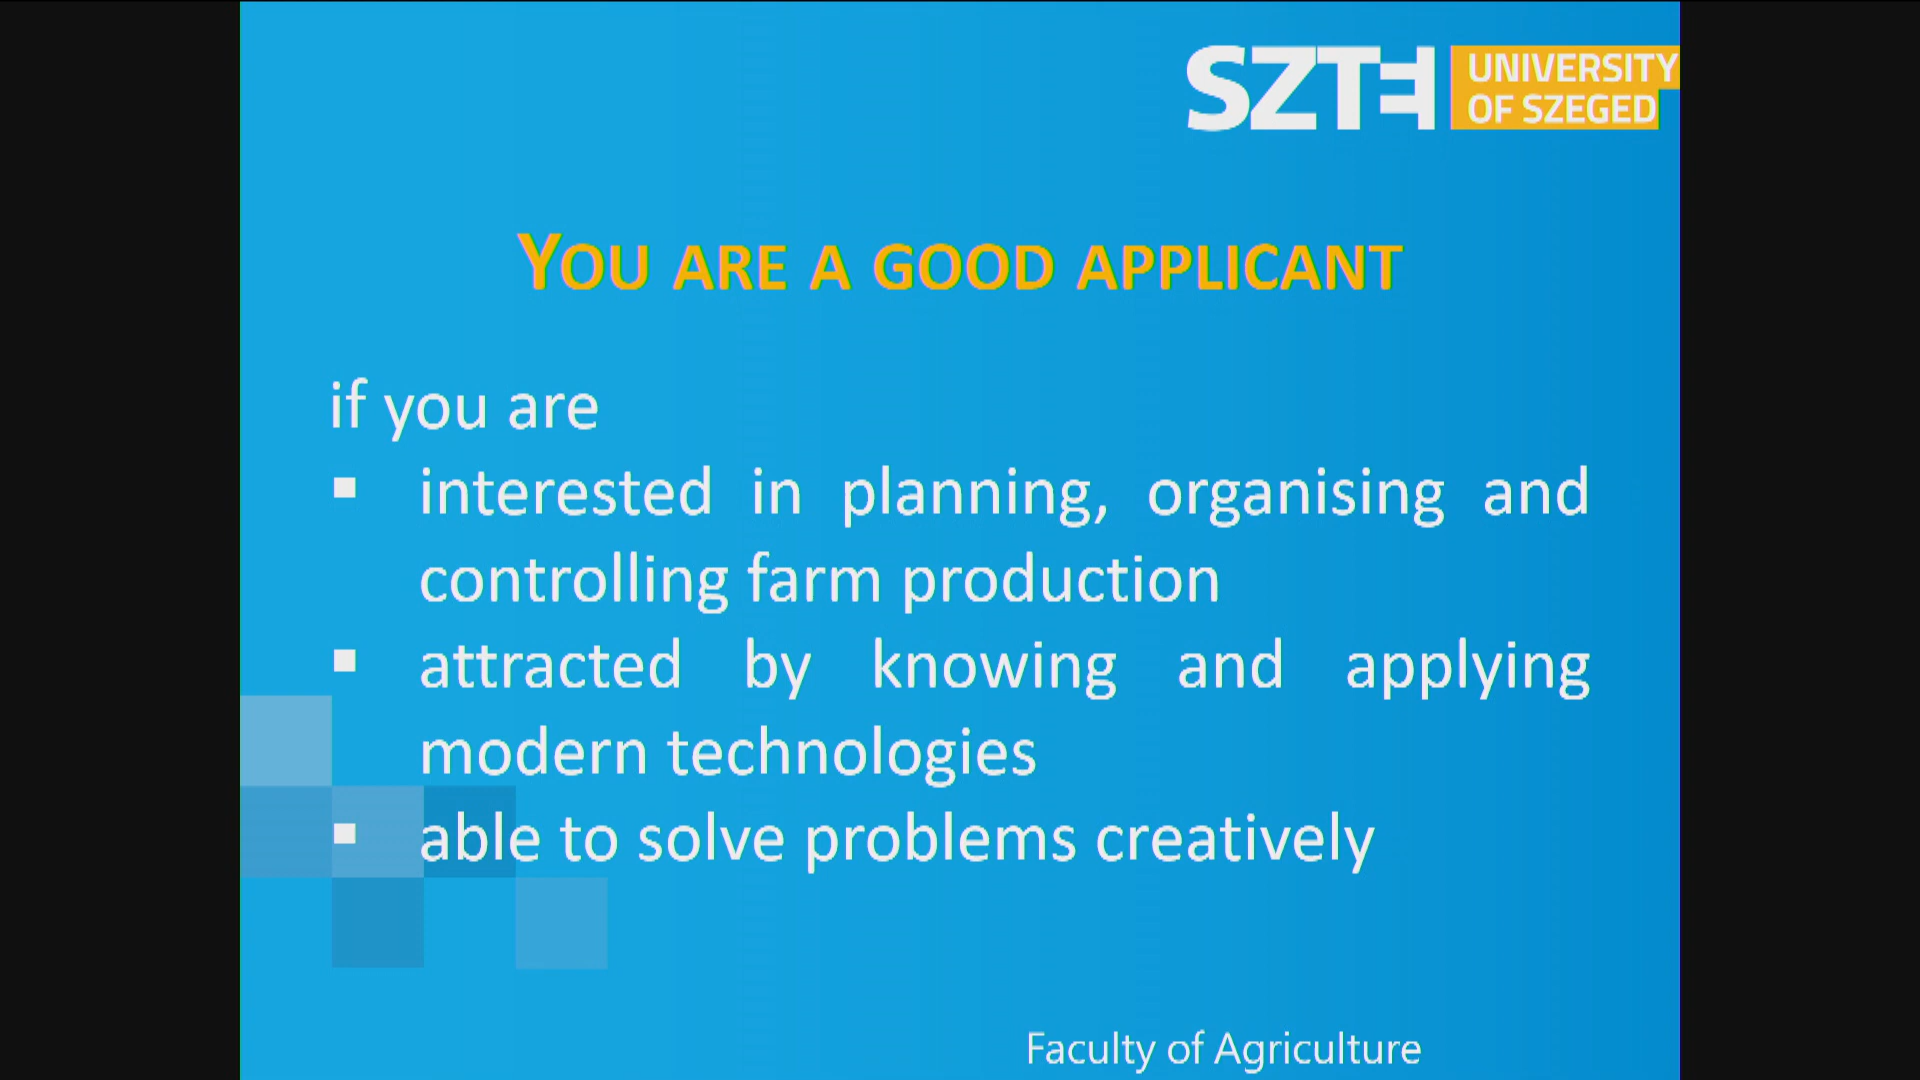 SZTE UNIVERSITY
OF SZEGED
YOU ARE A GOOD APPLICANT
if you are
▪ interested in planning, organising and
controlling farm production
▪ attracted by knowing and applying
modern technologies
▪ able to solve problems creatively
Faculty of Agriculture